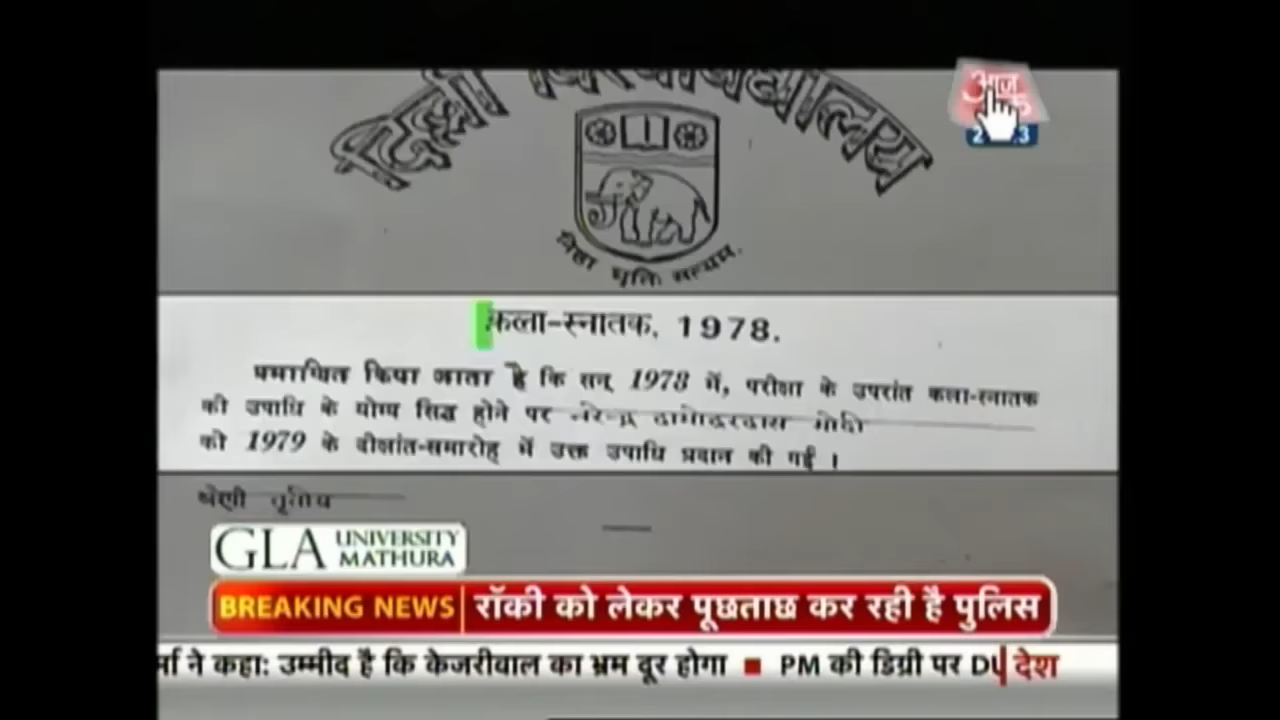 दिल्ली विश्वविद्यालय
आज
तक
निष्ठा धृति सत्यम्
कला-स्नातक, 1978.
प्रमाणित किया जाता है कि सन् 1978 में, परीक्षा के उपरांत कला-स्नातक
की उपाधि के योग्य सिद्ध होने पर नरेन्द्र दामोदरदास मोदी
को 1979 के दीक्षांत-समारोह में उक्त उपाधि प्रदान की गई ।
श्रेणी तृतीय
GLA UNIVERSITY
MATHURA
BREAKING NEWS रॉकी को लेकर पूछताछ कर रही है पुलिस
र्मा ने कहा: उम्मीद है कि केजरीवाल का भ्रम दूर होगा ■ PM की डिग्री पर DU देश